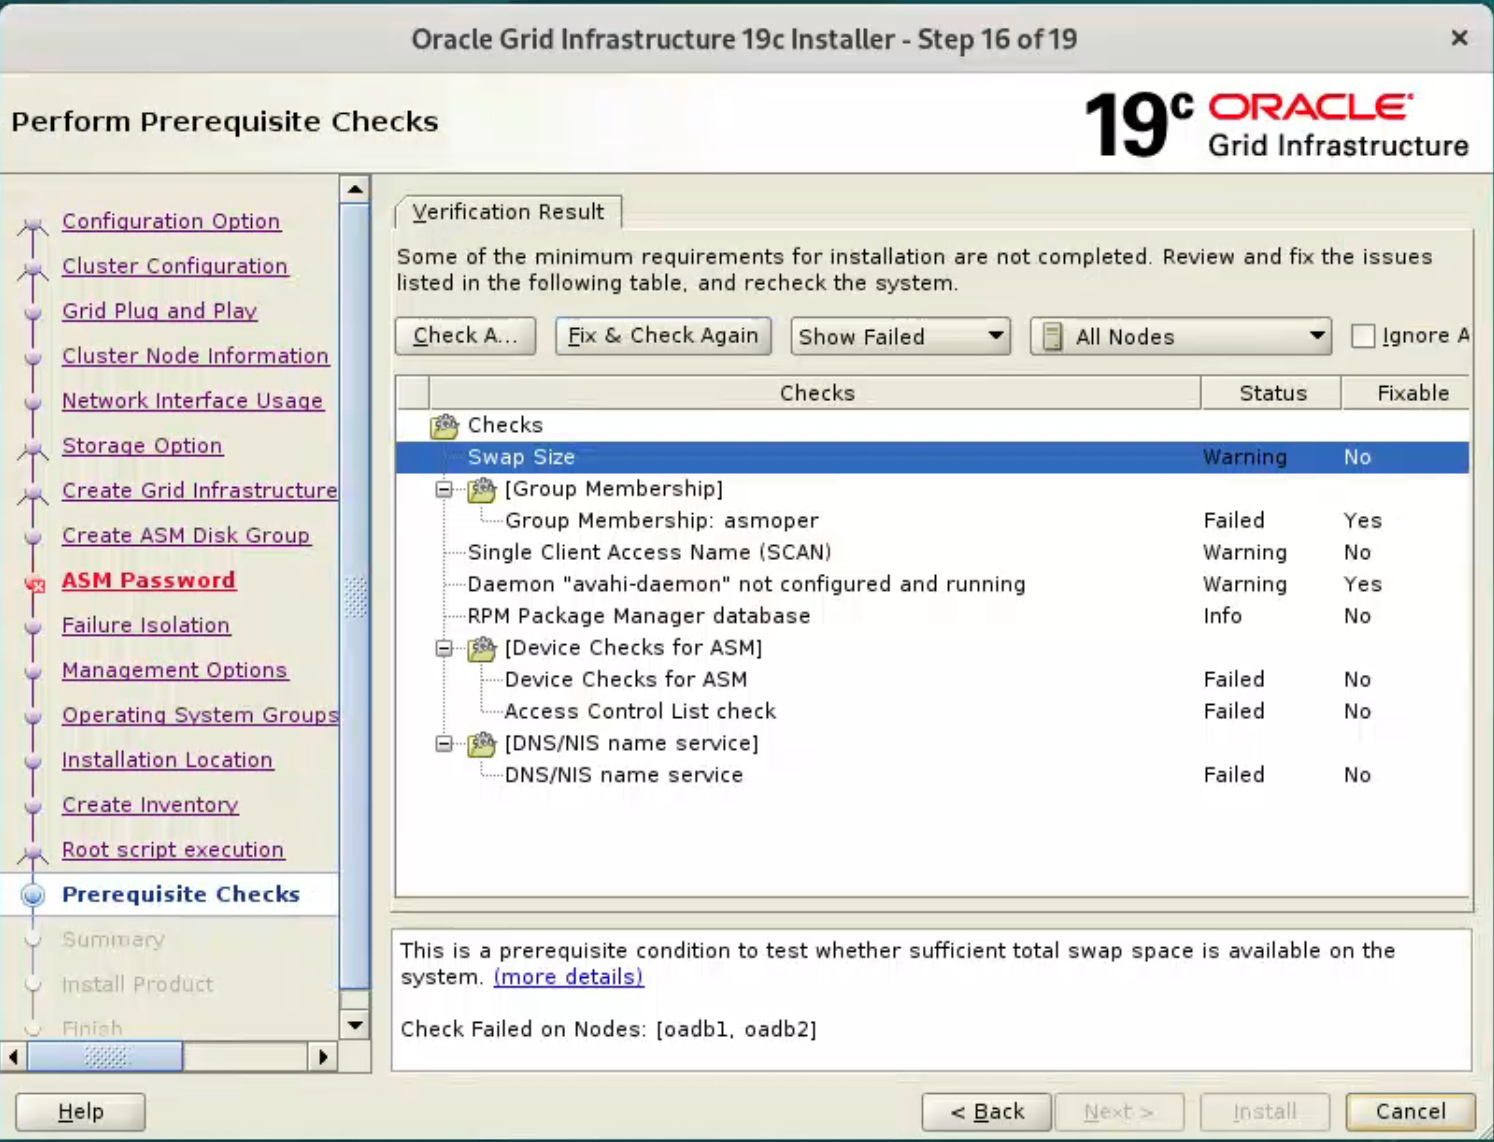 Oracle Grid Infrastructure 19c Installer - Step 16 of 19
Perform Prerequisite Checks
19c ORACLE
Grid Infrastructure
Configuration Option
Cluster Configuration
Grid Plug and Play
Cluster Node Information
Network Interface Usage
Storage Option
Create Grid Infrastructure
Create ASM Disk Group
ASM Password
Failure Isolation
Management Options
Operating System Groups
Installation Location
Create Inventory
Root script execution
Prerequisite Checks
Summary
Install Product
Finish
Verification Result
Some of the minimum requirements for installation are not completed. Review and fix the issues
listed in the following table, and recheck the system.
Check A... Fix & Check Again Show Failed All Nodes Ignore A
Checks Status Fixable
Checks
Swap Size Warning No
[Group Membership]
Group Membership: asmoper Failed Yes
Single Client Access Name (SCAN) Warning No
Daemon "avahi-daemon" not configured and running Warning Yes
RPM Package Manager database Info No
[Device Checks for ASM]
Device Checks for ASM Failed No
Access Control List check Failed No
[DNS/NIS name service]
DNS/NIS name service Failed No
This is a prerequisite condition to test whether sufficient total swap space is available on the
system. (more details)
Check Failed on Nodes: [oadb1, oadb2]
Help < Back Next > Install Cancel